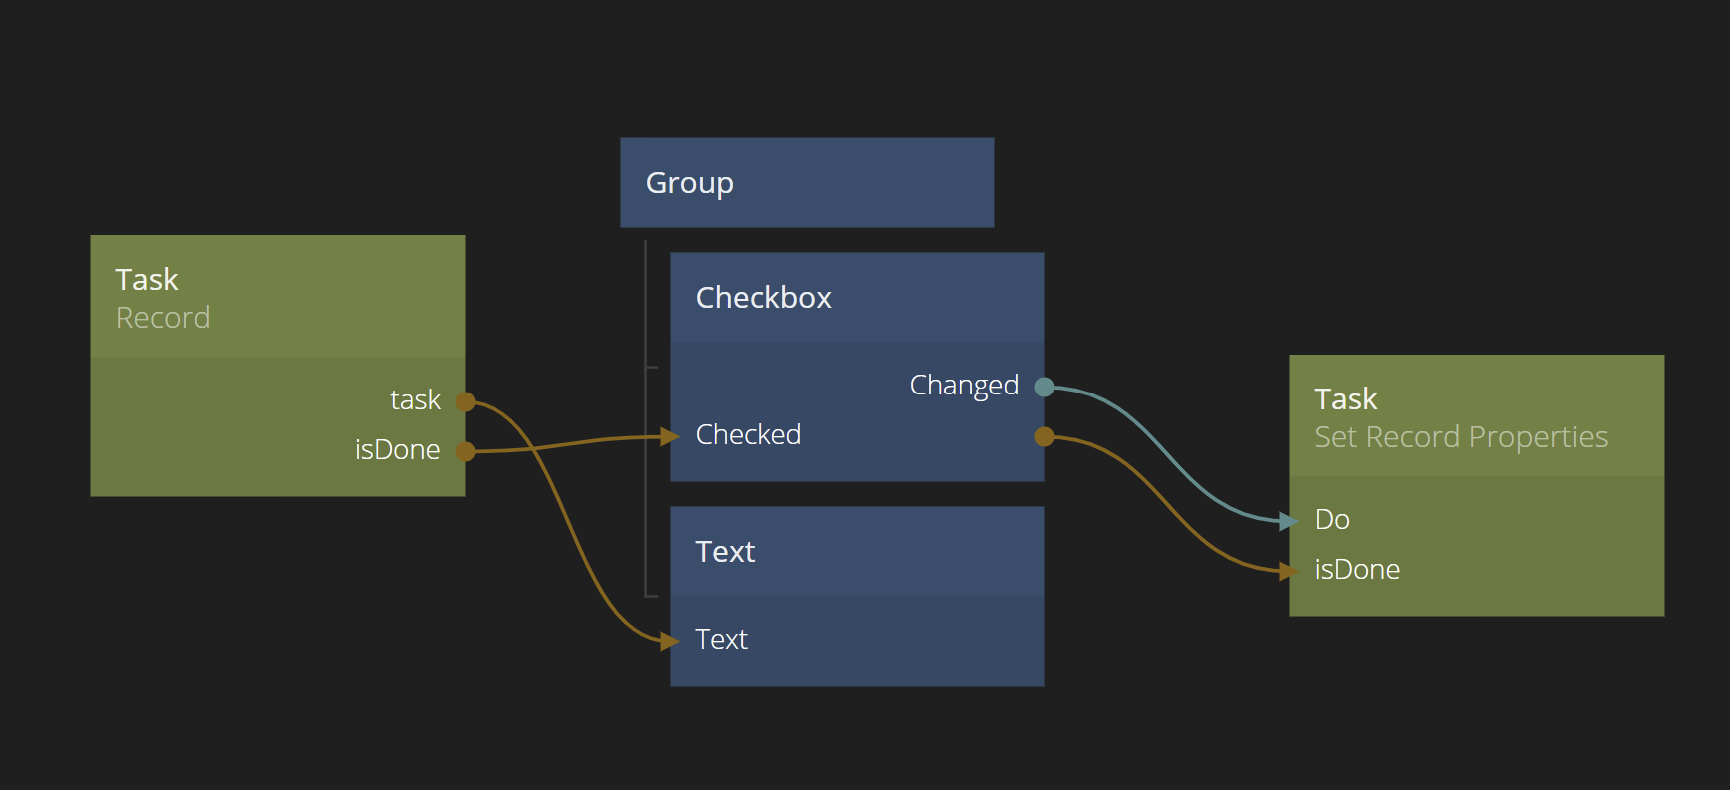 Group
Task
Record
task
isDone
Checkbox
Changed
Checked
Text
Text
Task
Set Record Properties
Do
isDone